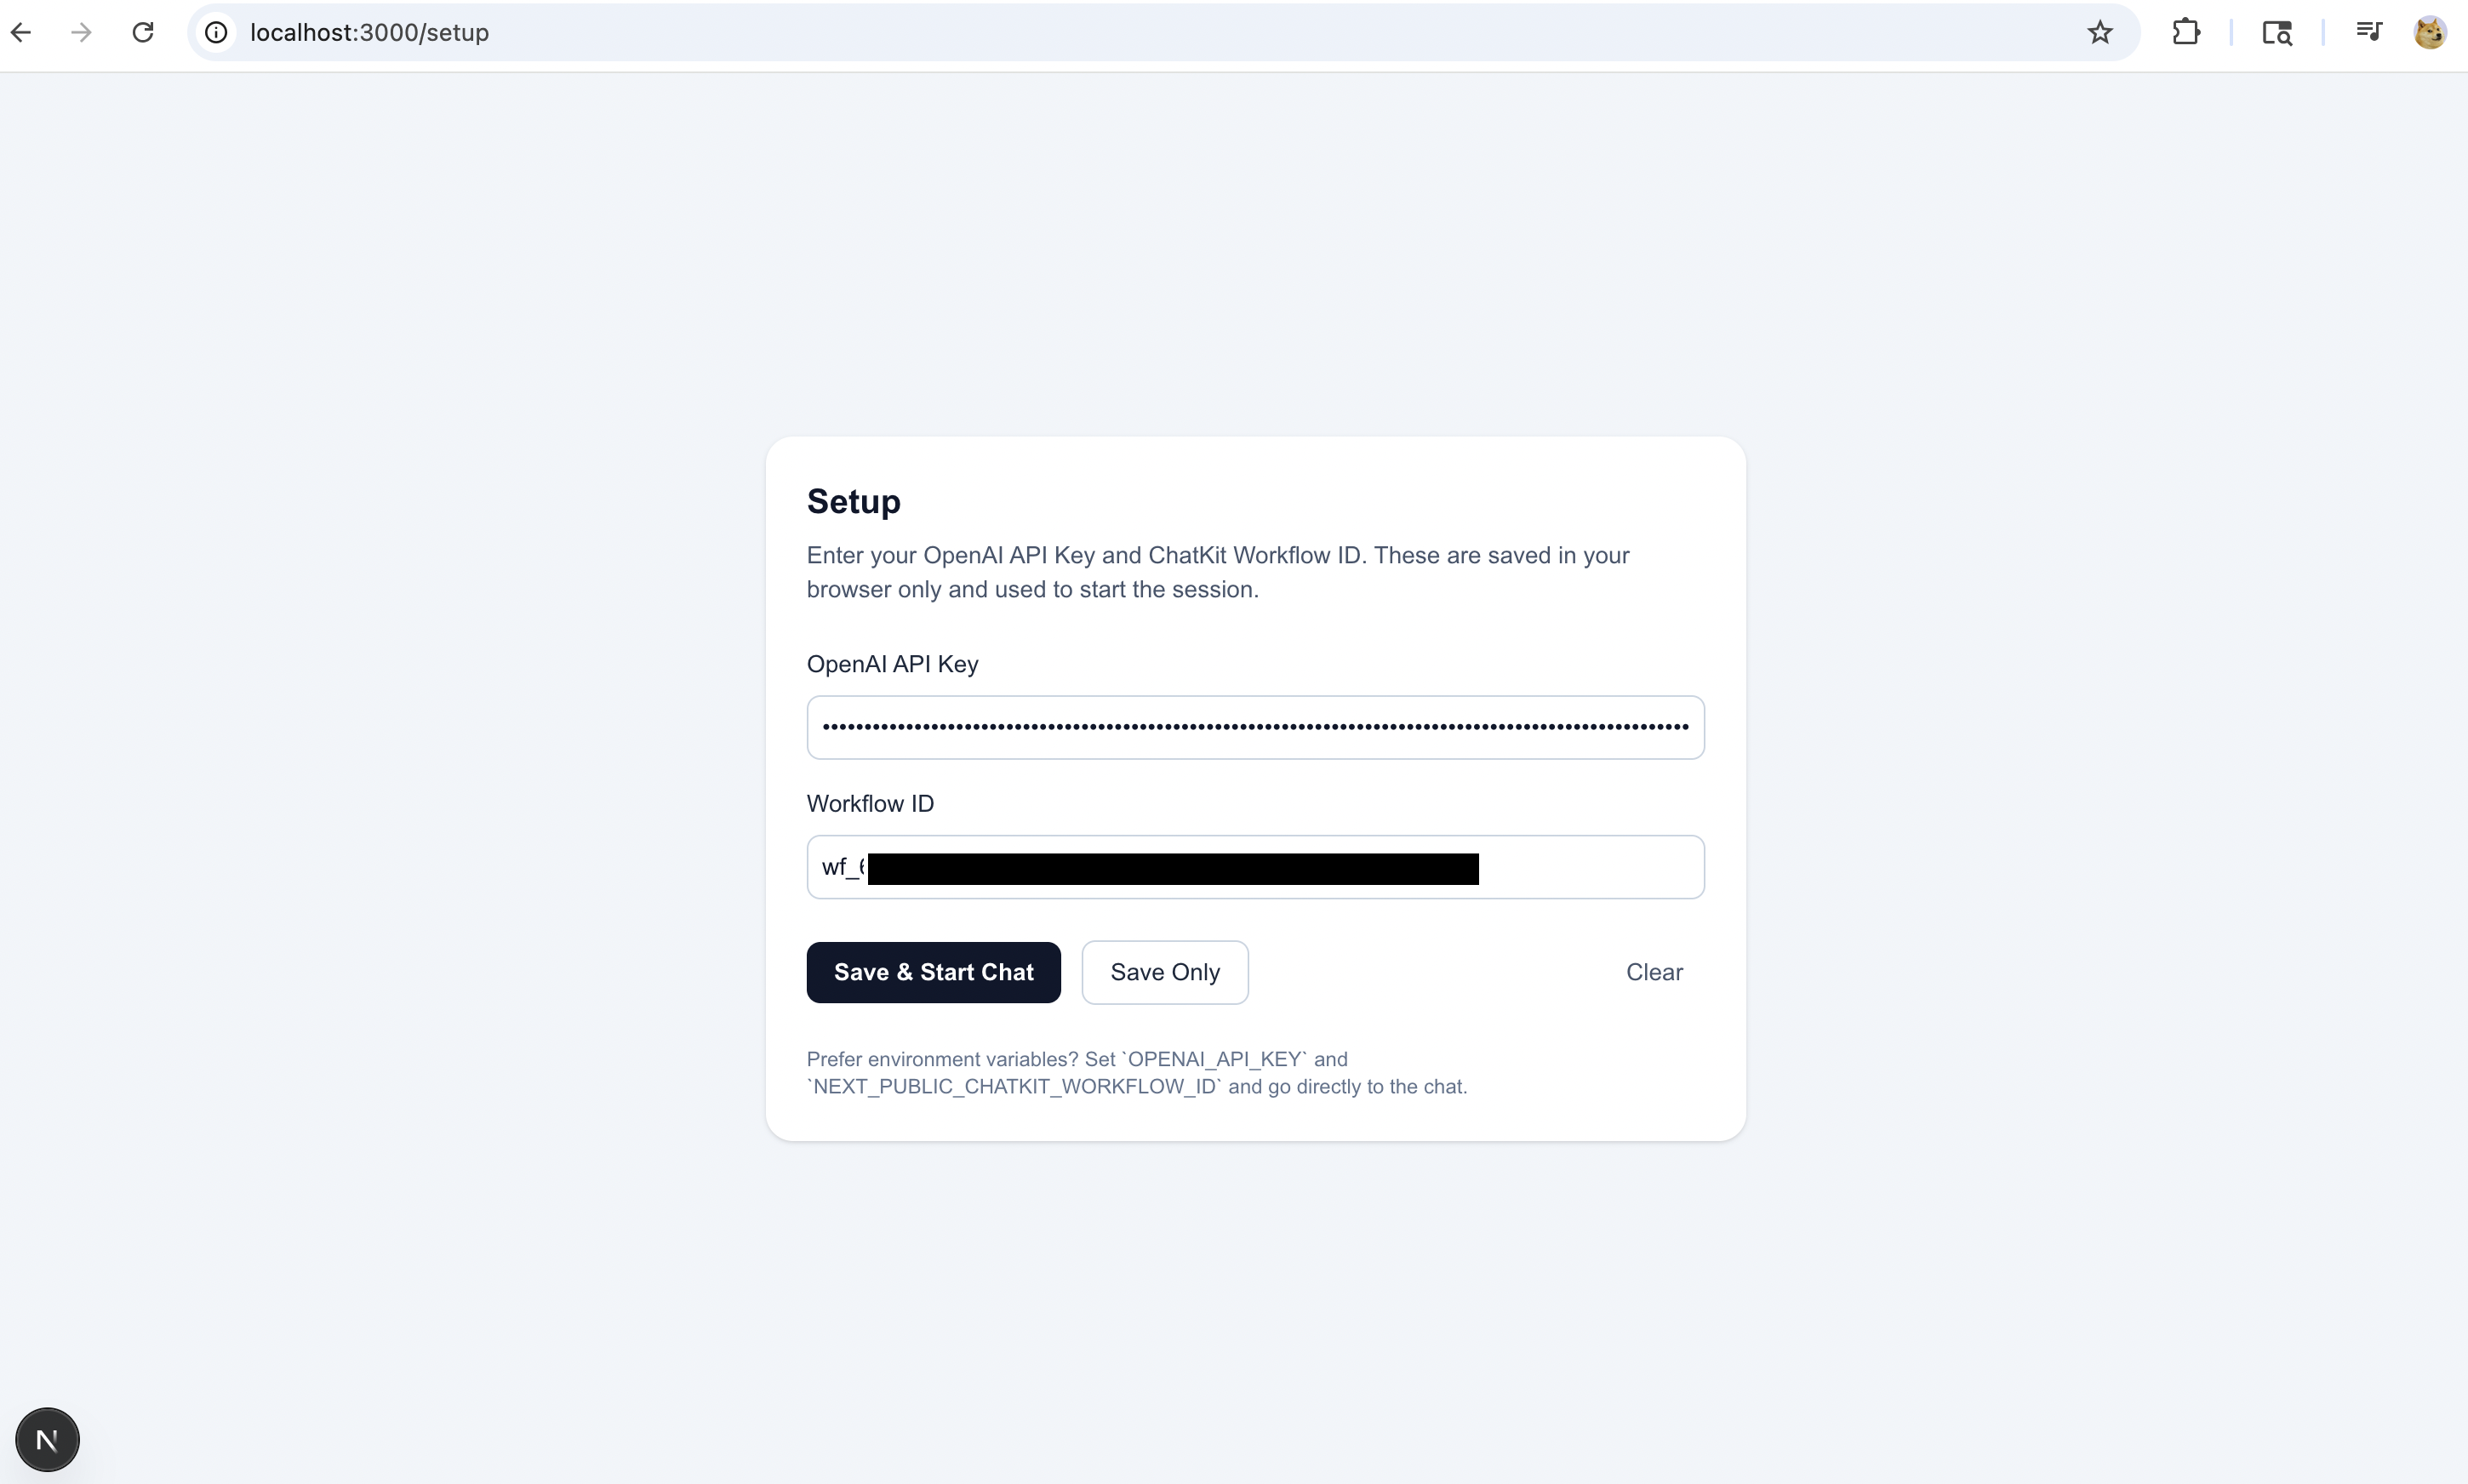 localhost:3000/setup
Setup
Enter your OpenAI API Key and ChatKit Workflow ID. These are saved in your
browser only and used to start the session.
OpenAI API Key
Workflow ID
wf_
Save & Start Chat
Save Only
Clear
Prefer environment variables? Set `OPENAI_API_KEY` and
`NEXT_PUBLIC_CHATKIT_WORKFLOW_ID` and go directly to the chat.
N